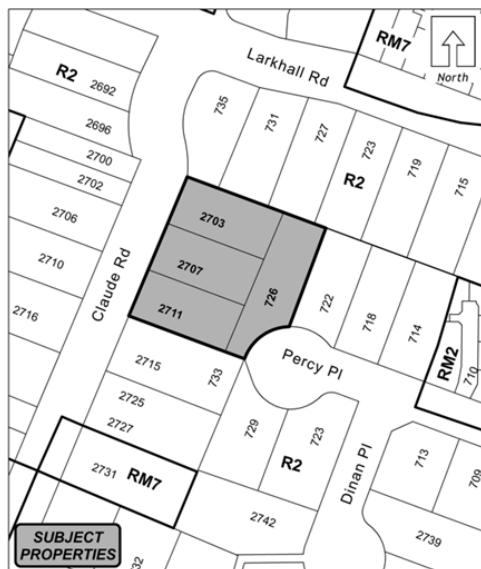 RM7
North
Larkhall Rd
R2
2692
2696
2700
2702
2706
2710
2716
735
731
727
723
719
715
R2
2703
2707
2711
726
Claude Rd
722
718
714
RM2
710
Percy Pl
2715
2725
2727
733
729
723
R2
Dinan Pl
713
709
2731
RM7
2742
2739
SUBJECT
PROPERTIES